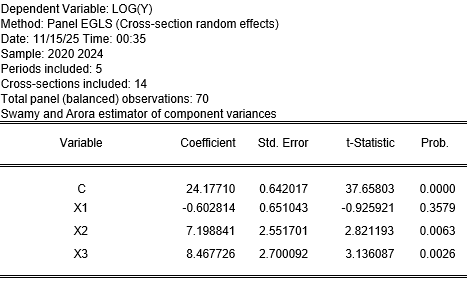 Dependent Variable: LOG(Y)
Method: Panel EGLS (Cross-section random effects)
Date: 11/15/25 Time: 00:35
Sample: 2020 2024
Periods included: 5
Cross-sections included: 14
Total panel (balanced) observations: 70
Swamy and Arora estimator of component variances
Variable Coefficient Std. Error t-Statistic Prob.
C 24.17710 0.642017 37.65803 0.0000
X1 -0.602814 0.651043 -0.925921 0.3579
X2 7.198841 2.551701 2.821193 0.0063
X3 8.467726 2.700092 3.136087 0.0026